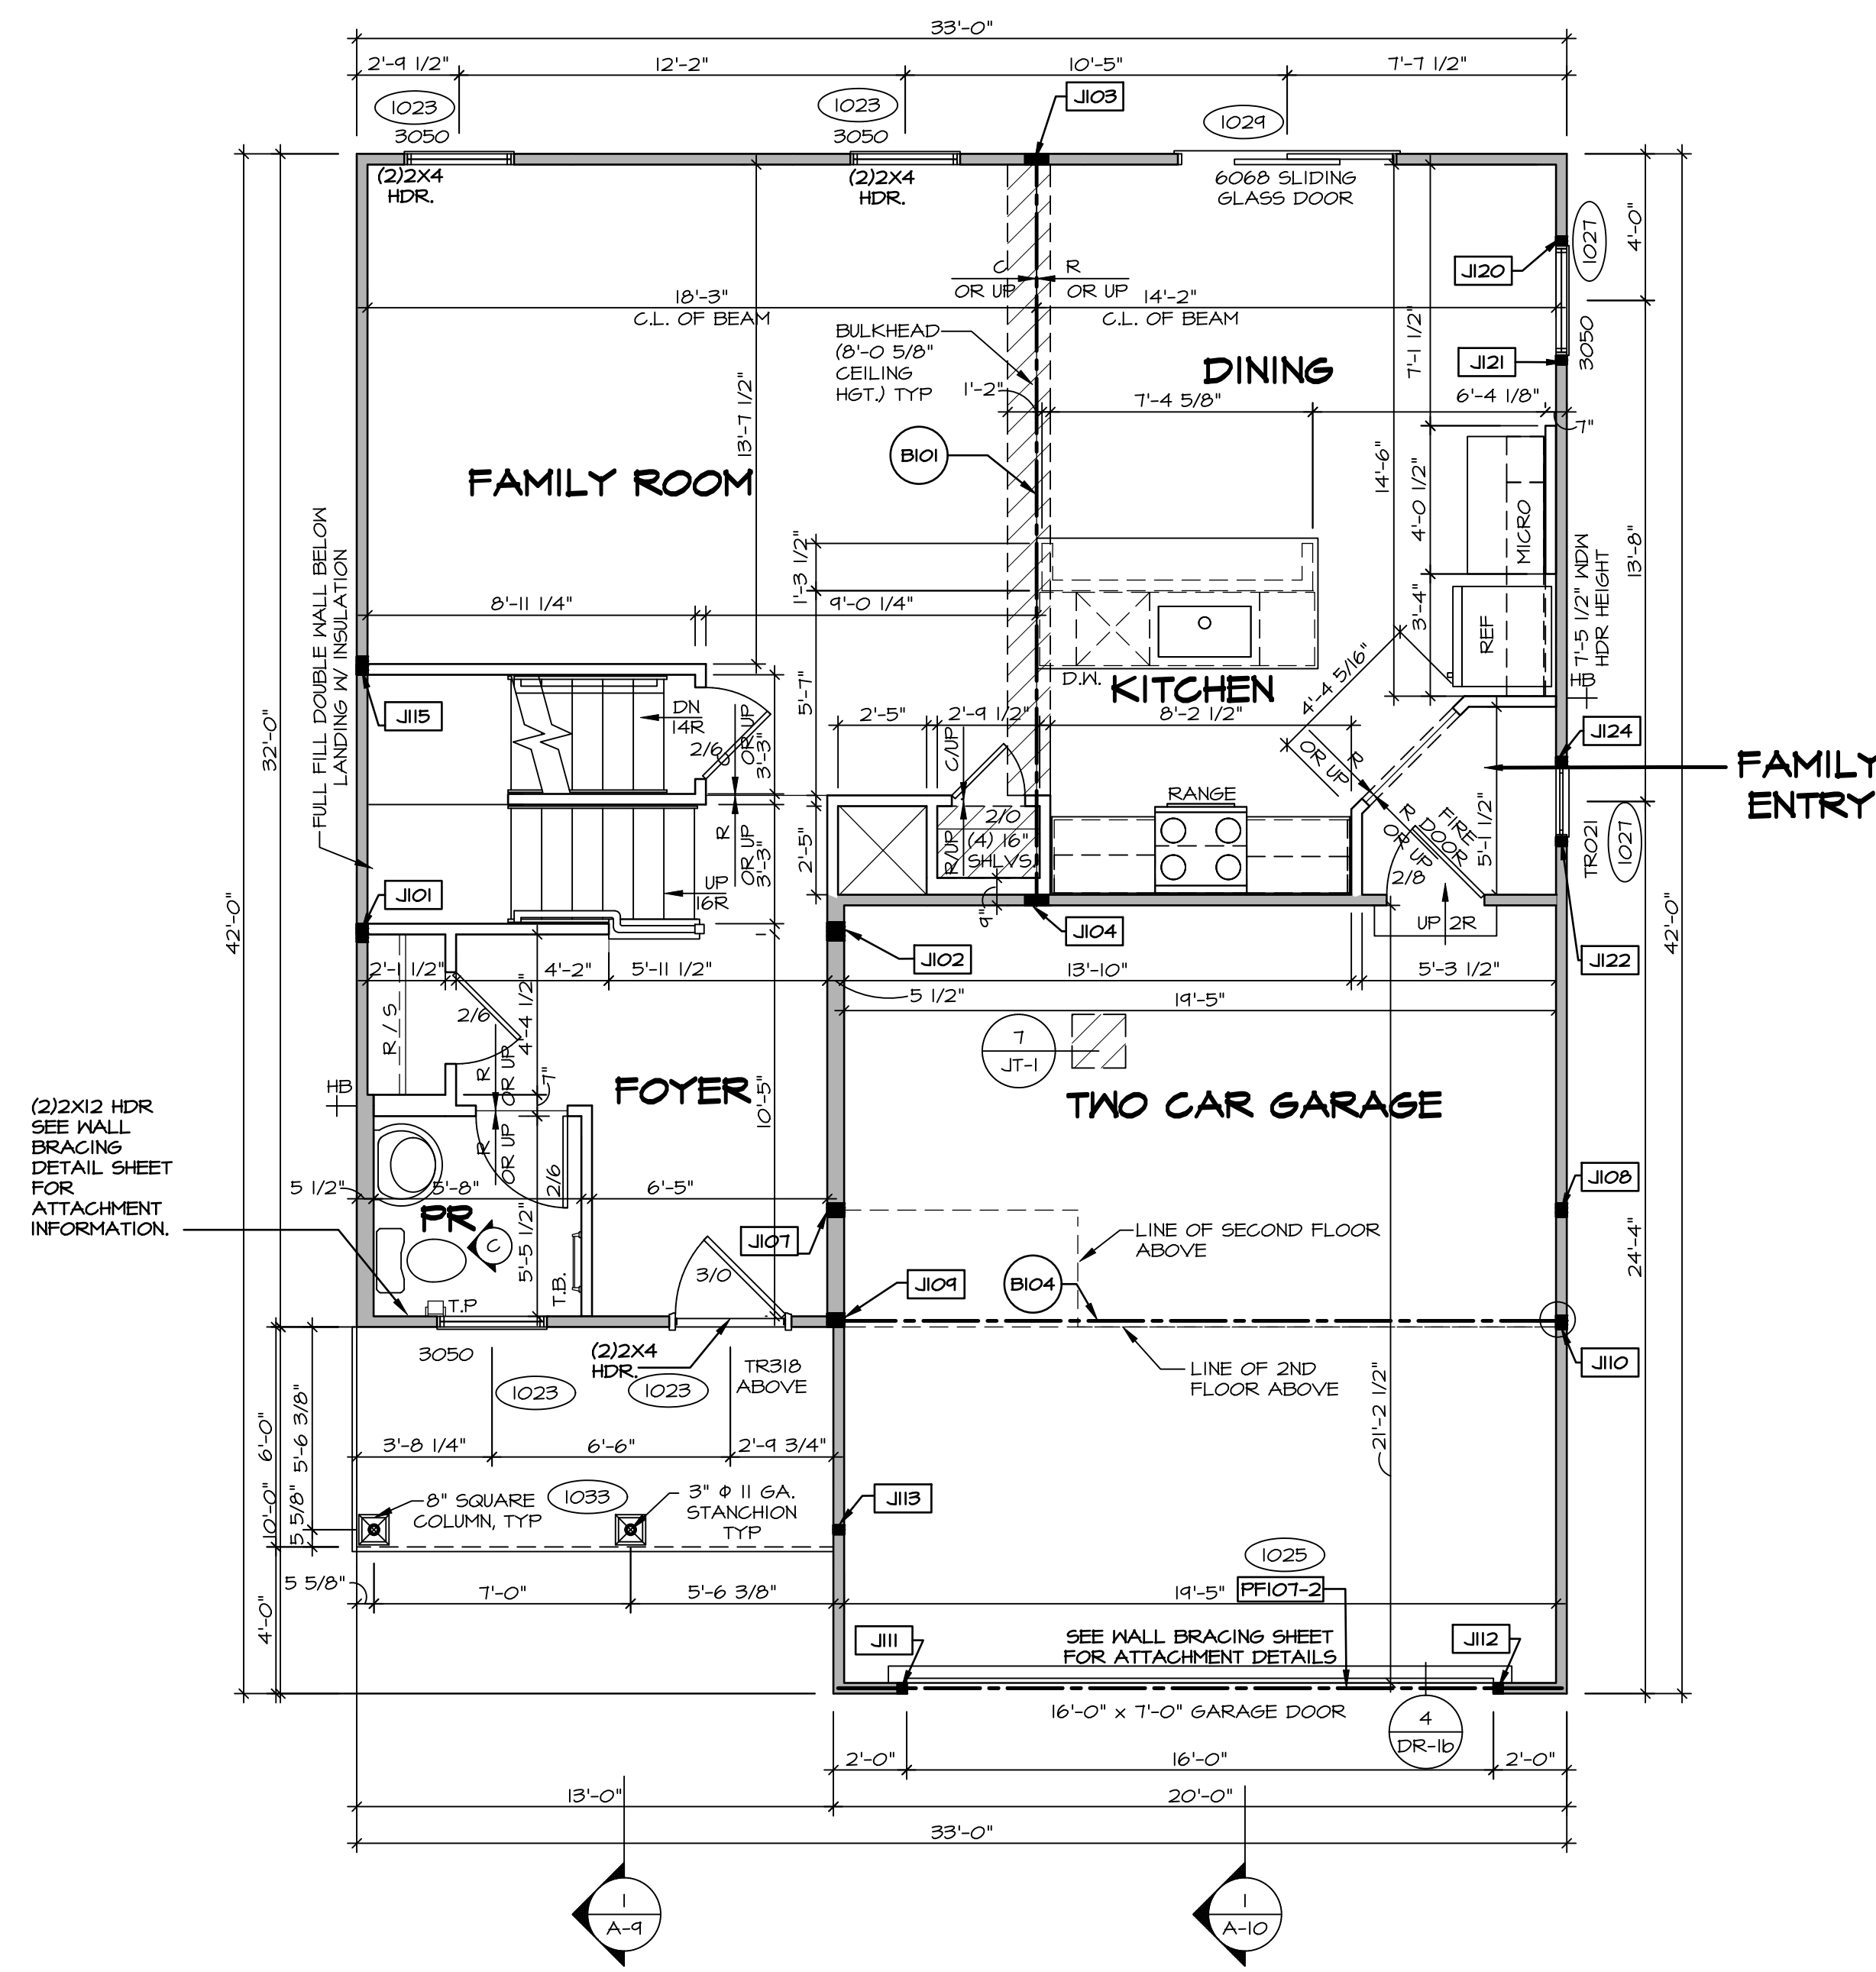 33'-0"
2'-9 1/2"
12'-2"
10'-5"
7'-7 1/2"
1023
3050
1023
3050
J103
1029
(2)2X4
HDR.
(2)2X4
HDR.
6068 SLIDING
GLASS DOOR
1027
4'-0"
J120
C
OR UP
R
OR UP
18'-3"
C.L. OF BEAM
14'-2"
C.L. OF BEAM
BULKHEAD
(8'-0 5/8"
CEILING
HGT.) TYP
1'-2"
DINING
7'-1 1/2"
J121
3050
7'-4 5/8"
6'-4 1/8"
7"
13'-7 1/2"
B101
FAMILY ROOM
14'-6"
4'-0 1/2"
MICRO
13'-8"
7'-5 1/2" WDW
HDR HEIGHT
FULL FILL DOUBLE WALL BELOW
LANDING W/ INSULATION
8'-11 1/4"
1'-3 1/2"
9'-0 1/4"
3'-4"
REF
D.W.
KITCHEN
4'-4 5/16"
HB
J115
DN
14R
2/6
OR UP
3'-3"
5'-7"
2'-5"
2'-9 1/2"
8'-2 1/2"
C/UP
R
OR UP
J124
FAMILY
ENTRY
32'-0"
42'-0"
RANGE
2/0
(4) 16"
SHLVS.
R/UP
R
OR UP
FIRE
DOOR
2/8
5'-1 1/2"
TR021
1027
R
OR UP
3'-3"
2'-5"
UP
16R
J101
9"
J104
UP 2R
J102
J122
42'-0"
2'-1 1/2"
4'-2"
5'-11 1/2"
13'-10"
5'-3 1/2"
5 1/2"
19'-5"
R / S
2/6
4'-4 1/2"
R
OR UP
7"
7
JT-1
HB
FOYER
10'-5"
TWO CAR GARAGE
(2)2X12 HDR
SEE WALL
BRACING
DETAIL SHEET
FOR
ATTACHMENT
INFORMATION.
R
OR UP
5 1/2"
5'-8"
2/6
6'-5"
J108
PR
C
5'-5 1/2"
T.B.
T.P
J107
LINE OF SECOND FLOOR
ABOVE
24'-4"
3/0
J109
B104
3050
(2)2X4
HDR.
TR318
ABOVE
1023
1023
LINE OF 2ND
FLOOR ABOVE
J110
21'-2 1/2"
6'-0"
5'-6 3/8"
3'-8 1/4"
6'-6"
2'-9 3/4"
10'-0"
5 5/8"
8" SQUARE
COLUMN, TYP
1033
3" Φ 11 GA.
STANCHION
TYP
J113
1025
5 5/8"
7'-0"
5'-6 3/8"
19'-5"
PF107-2
4'-0"
J111
SEE WALL BRACING SHEET
FOR ATTACHMENT DETAILS
J112
16'-0" x 7'-0" GARAGE DOOR
4
DR-1b
2'-0"
16'-0"
2'-0"
13'-0"
20'-0"
33'-0"
1
A-9
1
A-10